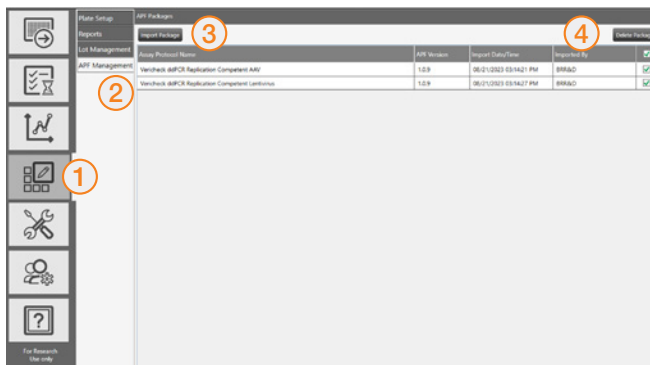 Plate Setup
Reports
Lot Management
APF Management
APF Packages
Import Package
Delete Packag
Assay Protocol Name
APF Version
Import Date/Time
Imported By
Vericheck ddPCR Replication Competent AAV
1.0.9
08/21/2023 03:14:21 PM
BRR&D
Vericheck ddPCR Replication Competent Lentivirus
1.0.9
08/21/2023 03:14:27 PM
BRR&D
1
2
3
4
?
For Research
Use only